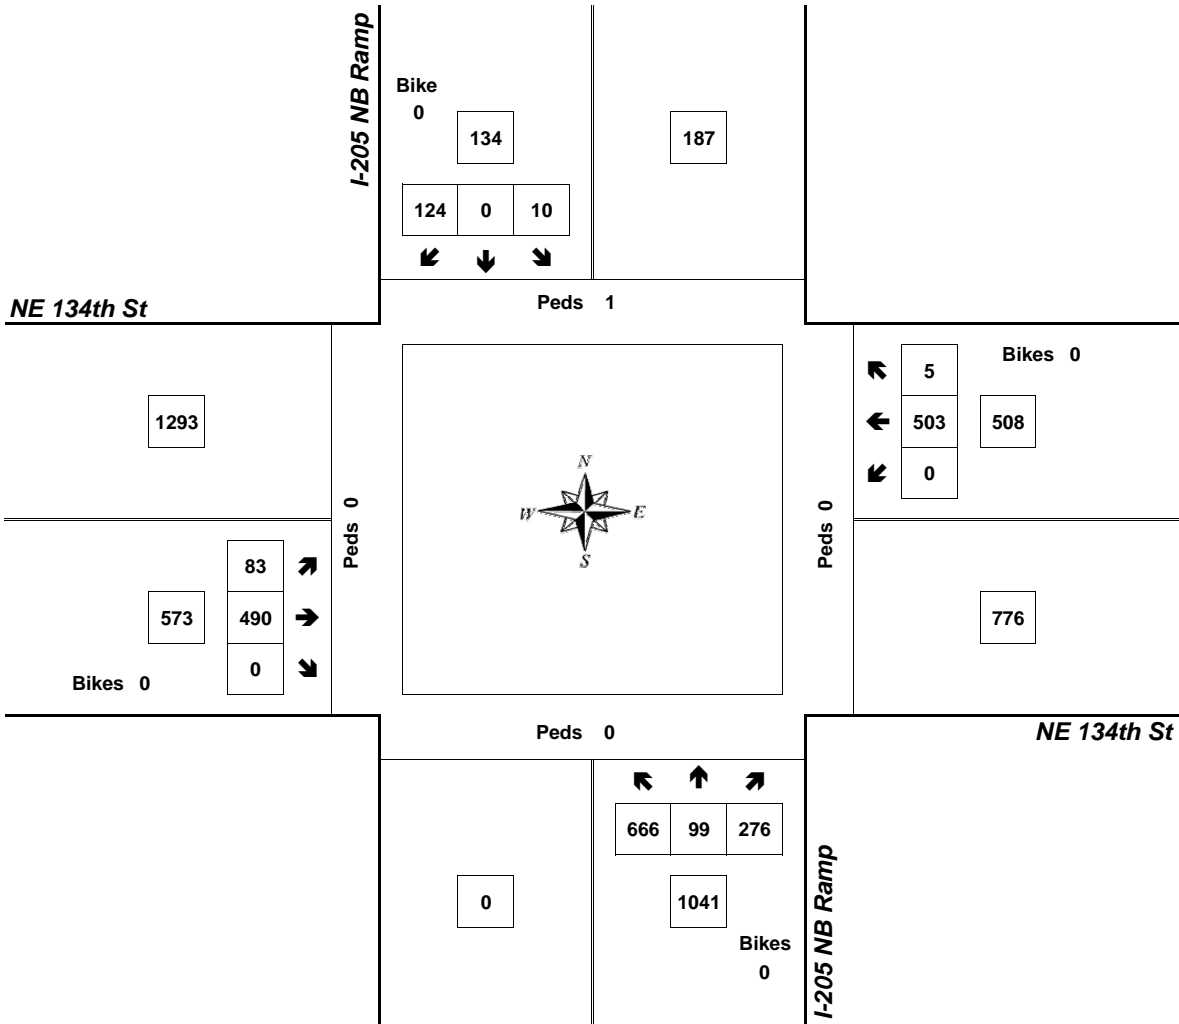 I-205 NB Ramp
Bike
0
134
187
124 0 10
Peds 1
NE 134th St
5
Bikes 0
1293
503
508
0
N
W E
S
Peds 0
Peds 0
83
573
490
776
0
Bikes 0
Peds 0
NE 134th St
666 99 276
0
1041
Bikes
0
I-205 NB Ramp